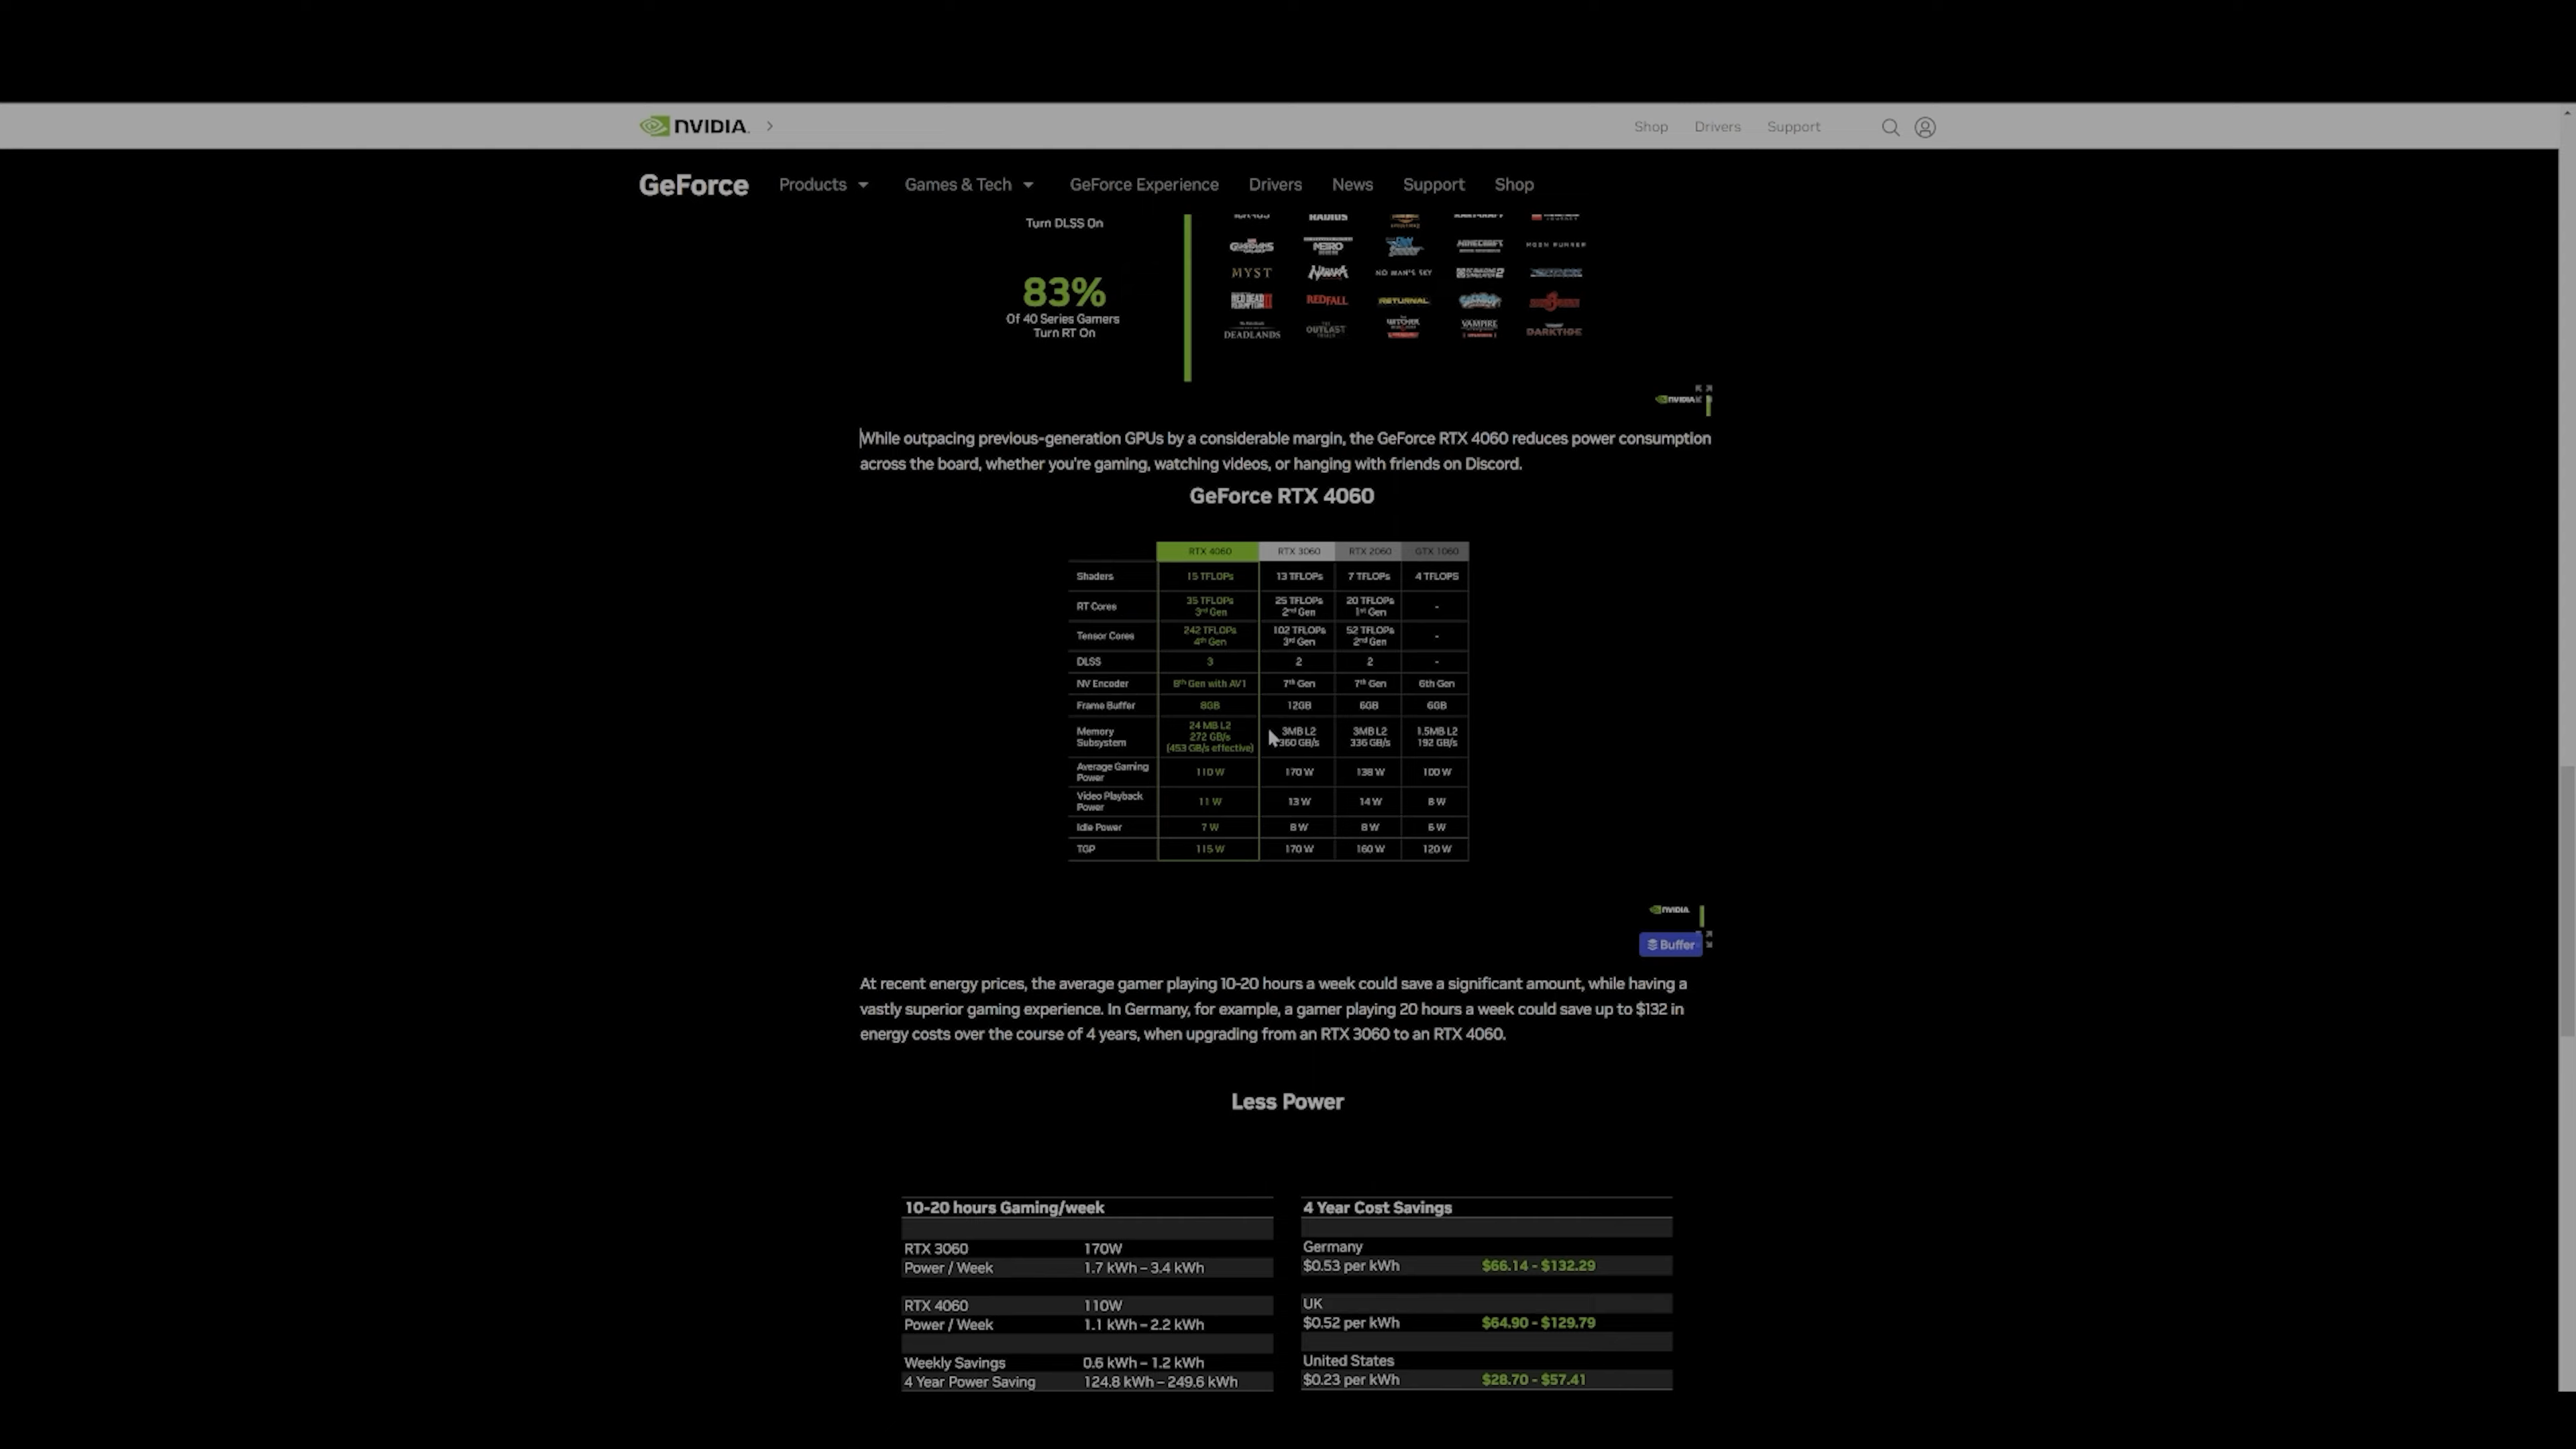 NVIDIA.
Shop Drivers Support
GeForce Products Games & Tech GeForce Experience Drivers News Support Shop
Turn DLSS On
RADIUS
GUARDIANS METRO MINECRAFT MOON RUNNER
83%
MYST NARAKA NO MAN'S SKY
Of 40 Series Gamers
Turn RT On
RED DEAD REDEMPTION II REDFALL RETURNAL SACKBOY
DEADLANDS THE OUTLAST TRIALS WITCHER VAMPIRE DARKTIDE
NVIDIA
While outpacing previous-generation GPUs by a considerable margin, the GeForce RTX 4060 reduces power consumption
across the board, whether you're gaming, watching videos, or hanging with friends on Discord.
GeForce RTX 4060
RTX 4060 RTX 3060 RTX 2060 GTX 1060
Shaders 15 TFLOPs 13 TFLOPs 7 TFLOPs 4 TFLOPS
RT Cores 35 TFLOPs 3rd Gen 25 TFLOPs 2nd Gen 20 TFLOPs 1st Gen -
Tensor Cores 242 TFLOPs 4th Gen 102 TFLOPs 3rd Gen 52 TFLOPs 2nd Gen -
DLSS 3 2 2 -
NV Encoder 8th Gen with AV1 7th Gen 7th Gen 6th Gen
Frame Buffer 8GB 12GB 6GB 6GB
Memory Subsystem 24 MB L2 272 GB/s (453 GB/s effective) 3MB L2 360 GB/s 3MB L2 336 GB/s 1.5MB L2 192 GB/s
Average Gaming Power 110 W 170 W 138 W 100 W
Video Playback Power 11 W 13 W 14 W 8 W
Idle Power 7 W 8 W 8 W 6 W
TGP 115 W 170 W 160 W 120 W
NVIDIA.
Buffer
At recent energy prices, the average gamer playing 10-20 hours a week could save a significant amount, while having a
vastly superior gaming experience. In Germany, for example, a gamer playing 20 hours a week could save up to $132 in
energy costs over the course of 4 years, when upgrading from an RTX 3060 to an RTX 4060.
Less Power
10-20 hours Gaming/week
RTX 3060 170W
Power / Week 1.7 kWh – 3.4 kWh
RTX 4060 110W
Power / Week 1.1 kWh – 2.2 kWh
Weekly Savings 0.6 kWh – 1.2 kWh
4 Year Power Saving 124.8 kWh – 249.6 kWh
4 Year Cost Savings
Germany
$0.53 per kWh $66.14 - $132.29
UK
$0.52 per kWh $64.90 - $129.79
United States
$0.23 per kWh $28.70 - $57.41